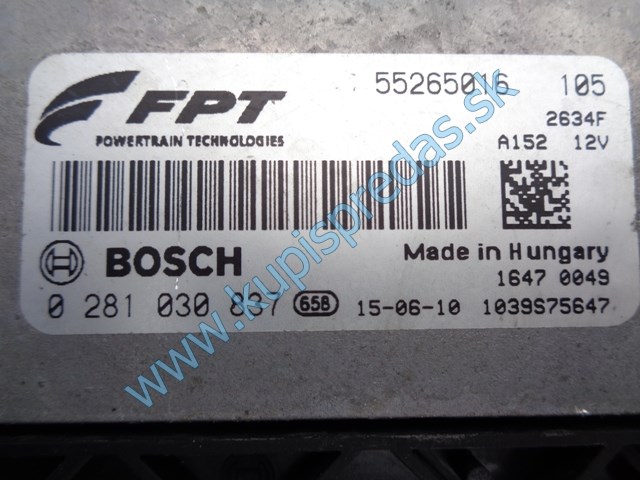 FPT 55265016 105
POWERTRAIN TECHNOLOGIES 2634F
A152 12V
BOSCH Made in Hungary
1647 0049
0 281 030 837 658 15-06-10 1039S75647
www.kupispredas.sk